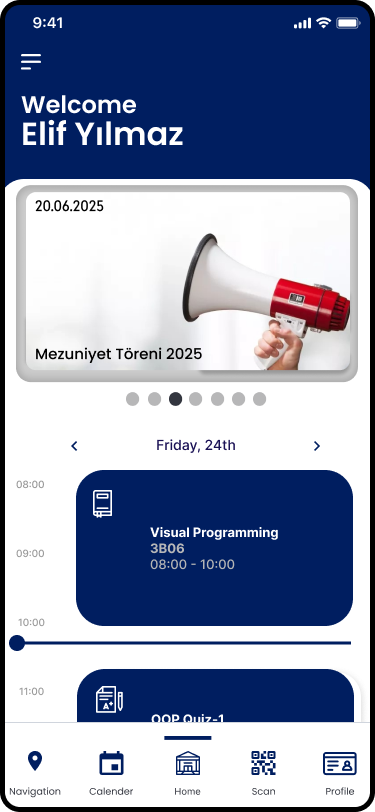 9:41
Welcome
Elif Yılmaz
20.06.2025
Mezuniyet Töreni 2025
Friday, 24th
08:00
Visual Programming
3B06
08:00 - 10:00
09:00
10:00
11:00
OOP Quiz-1
Navigation
Calender
Home
Scan
Profile